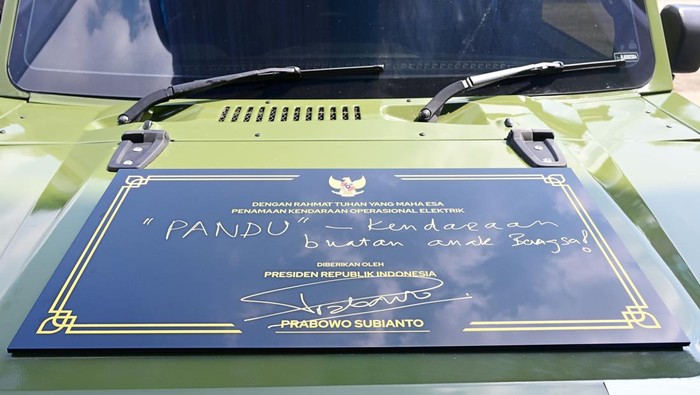 DENGAN RAHMAT TUHAN YANG MAHA ESA
PENAMAAN KENDARAAN OPERASIONAL ELEKTRIK
"PANDU" - Kendaraan
buatan anak Bangsa!
DIBERIKAN OLEH
PRESIDEN REPUBLIK INDONESIA
PRABOWO SUBIANTO